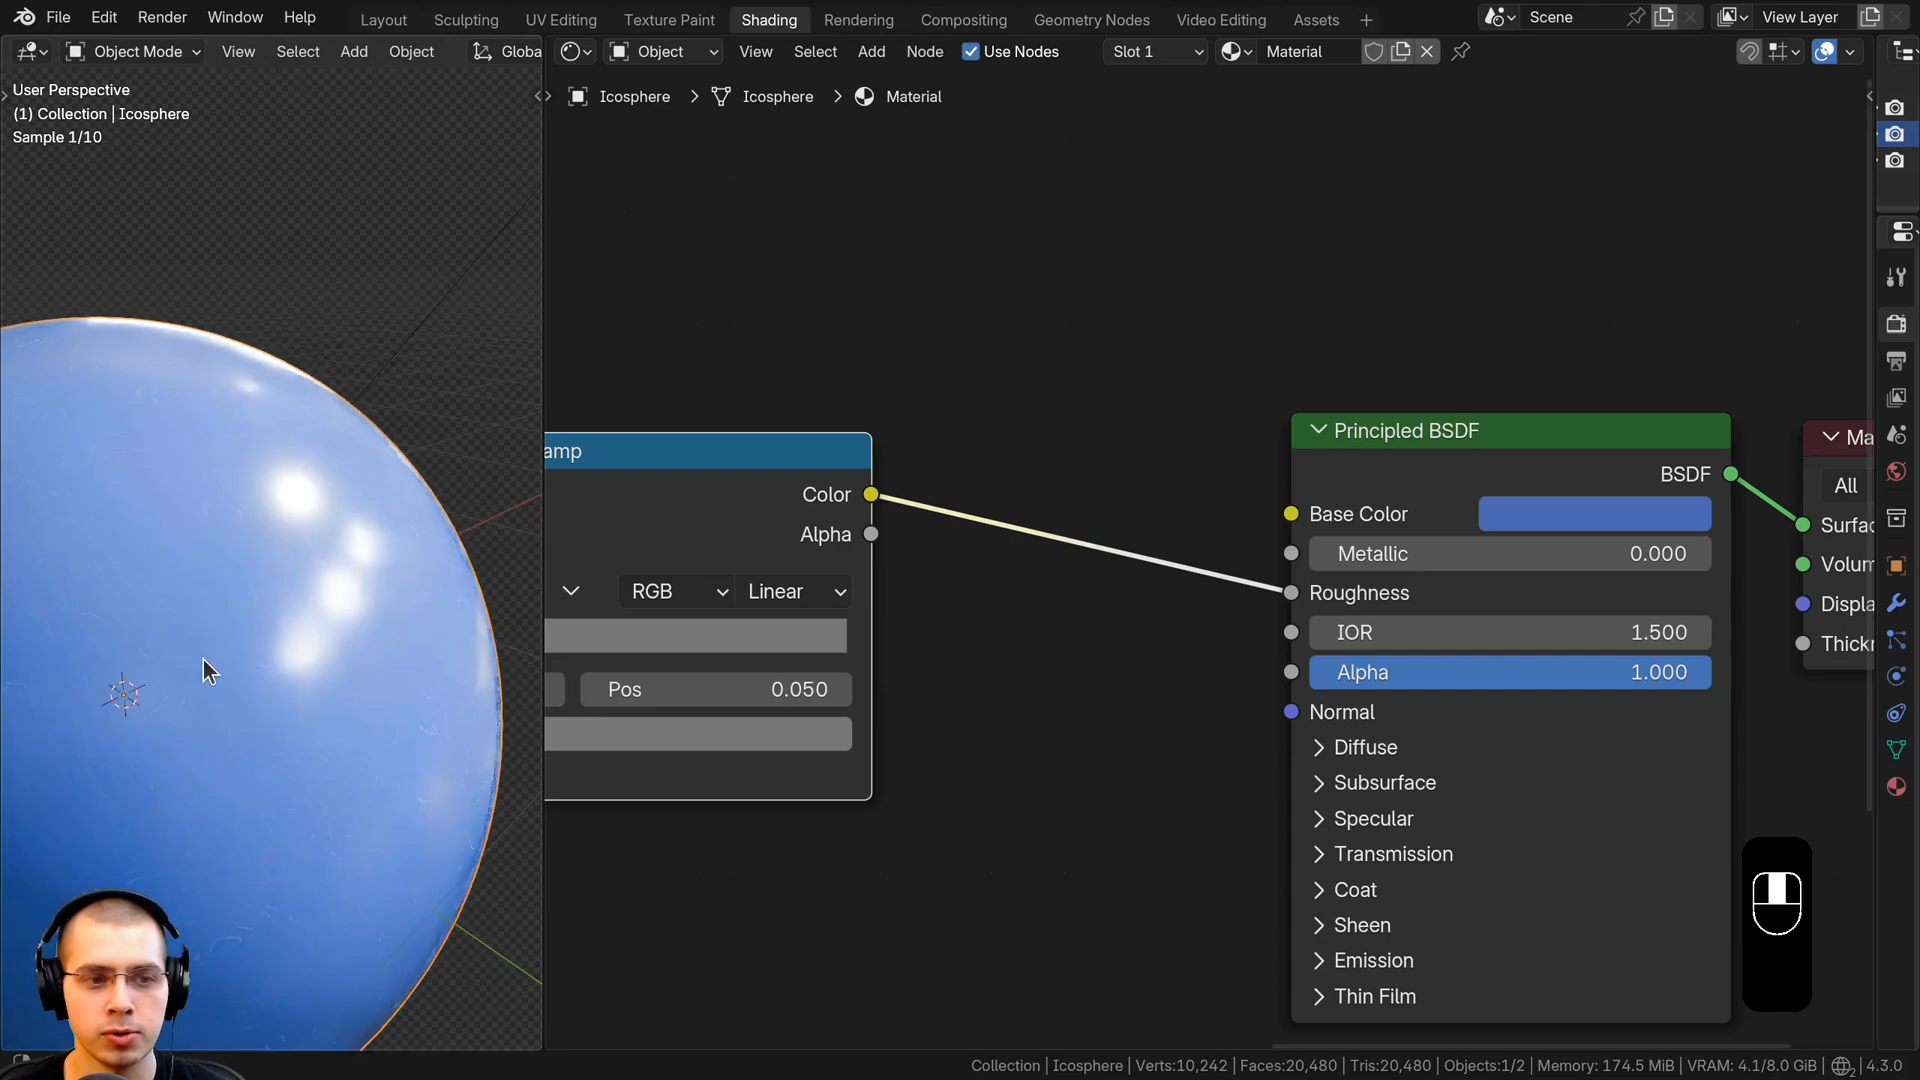 File Edit Render Window Help Layout Sculpting UV Editing Texture Paint Shading Rendering Compositing Geometry Nodes Video Editing Assets + Scene View Layer
Object Mode View Select Add Object Globa Object View Select Add Node Use Nodes Slot 1 Material
User Perspective
(1) Collection | Icosphere
Sample 1/10
Icosphere > Icosphere > Material
amp
Color
Alpha
RGB Linear
Pos 0.050
Principled BSDF
BSDF
Base Color
Metallic 0.000
Roughness
IOR 1.500
Alpha 1.000
Normal
Diffuse
Subsurface
Specular
Transmission
Coat
Sheen
Emission
Thin Film
Ma
All
Surfac
Volum
Displa
Thickn
Collection | Icosphere | Verts:10,242 | Faces:20,480 | Tris:20,480 | Objects:1/2 | Memory: 174.5 MiB | VRAM: 4.1/8.0 GiB | 2 | 4.3.0